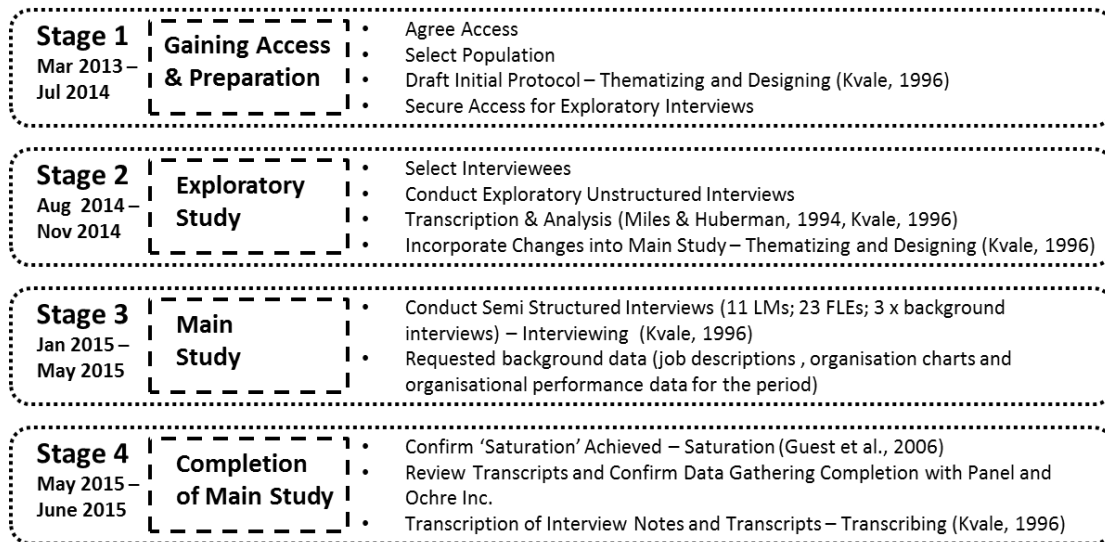 Stage 1
Mar 2013 –
Jul 2014
Gaining Access
& Preparation
• Agree Access
• Select Population
• Draft Initial Protocol – Thematizing and Designing (Kvale, 1996)
• Secure Access for Exploratory Interviews
Stage 2
Aug 2014 –
Nov 2014
Exploratory
Study
• Select Interviewees
• Conduct Exploratory Unstructured Interviews
• Transcription & Analysis (Miles & Huberman, 1994, Kvale, 1996)
• Incorporate Changes into Main Study – Thematizing and Designing (Kvale, 1996)
Stage 3
Jan 2015 –
May 2015
Main
Study
• Conduct Semi Structured Interviews (11 LMs; 23 FLEs; 3 x background
interviews) – Interviewing (Kvale, 1996)
• Requested background data (job descriptions , organisation charts and
organisational performance data for the period)
Stage 4
May 2015 –
June 2015
Completion
of Main Study
• Confirm ‘Saturation’ Achieved – Saturation (Guest et al., 2006)
• Review Transcripts and Confirm Data Gathering Completion with Panel and
Ochre Inc.
• Transcription of Interview Notes and Transcripts – Transcribing (Kvale, 1996)